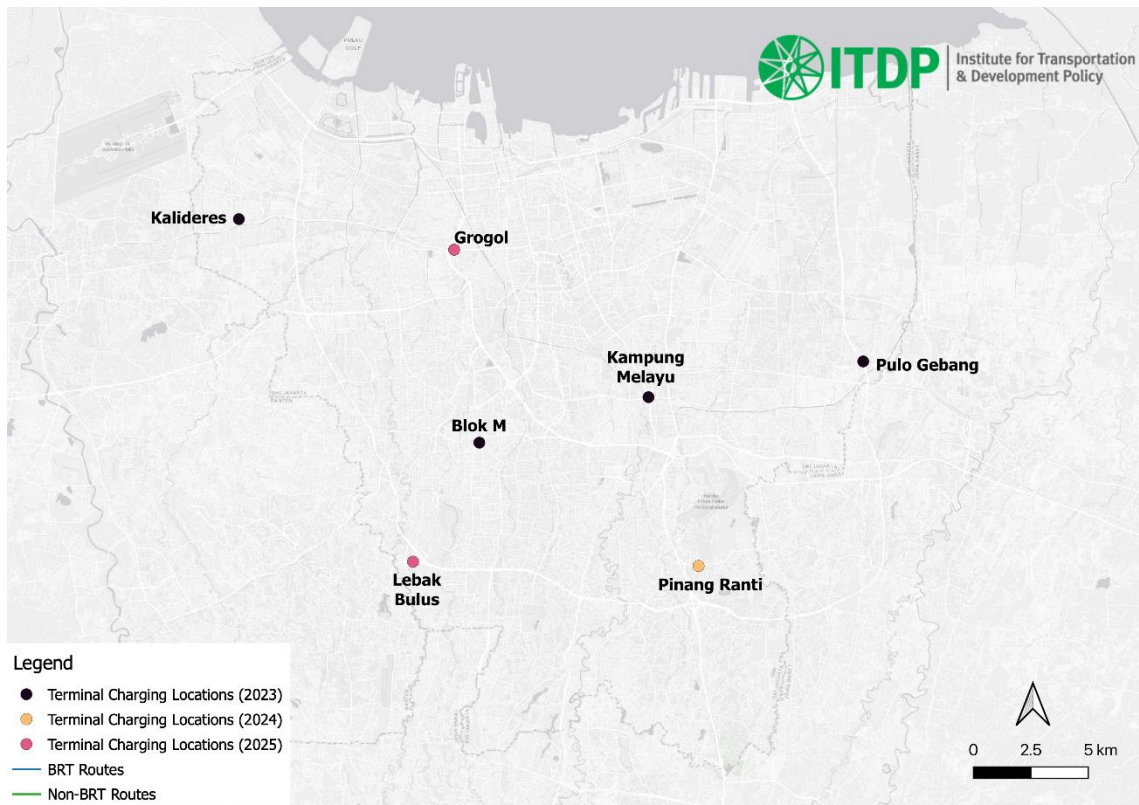 PULAU
GOLF
ITDP
Institute for Transportation
& Development Policy
Kalideres
Grogol
Kampung
Melayu
Pulo Gebang
Blok M
Lebak
Bulus
Pinang Ranti
Legend
Terminal Charging Locations (2023)
Terminal Charging Locations (2024)
Terminal Charging Locations (2025)
BRT Routes
Non-BRT Routes
0 2.5 5 km